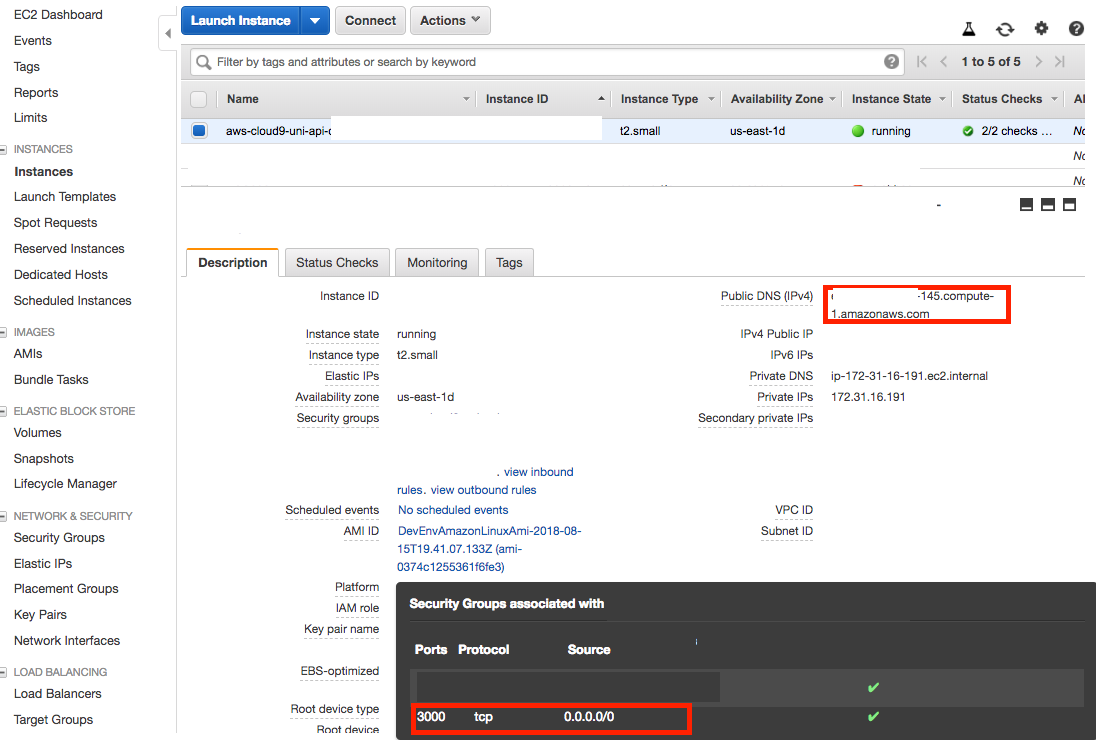 EC2 Dashboard
Events
Tags
Reports
Limits
INSTANCES
Instances
Launch Templates
Spot Requests
Reserved Instances
Dedicated Hosts
Scheduled Instances
IMAGES
AMIs
Bundle Tasks
ELASTIC BLOCK STORE
Volumes
Snapshots
Lifecycle Manager
NETWORK & SECURITY
Security Groups
Elastic IPs
Placement Groups
Key Pairs
Network Interfaces
LOAD BALANCING
Load Balancers
Target Groups
Launch Instance Connect Actions
Filter by tags and attributes or search by keyword 1 to 5 of 5
Name Instance ID Instance Type Availability Zone Instance State Status Checks
aws-cloud9-uni-api- t2.small us-east-1d running 2/2 checks ...
Description Status Checks Monitoring Tags
Instance ID
Instance state running
Instance type t2.small
Elastic IPs
Availability zone us-east-1d
Security groups
. view inbound
rules. view outbound rules
Scheduled events No scheduled events
AMI ID DevEnvAmazonLinuxAmi-2018-08-
15T19.41.07.133Z (ami-
0374c1255361f6fe3)
Platform
IAM role
Key pair name
EBS-optimized
Root device type
Root device
Public DNS (IPv4) -145.compute-
1.amazonaws.com
IPv4 Public IP
IPv6 IPs
Private DNS ip-172-31-16-191.ec2.internal
Private IPs 172.31.16.191
Secondary private IPs
VPC ID
Subnet ID
Security Groups associated with
Ports Protocol Source
3000 tcp 0.0.0.0/0